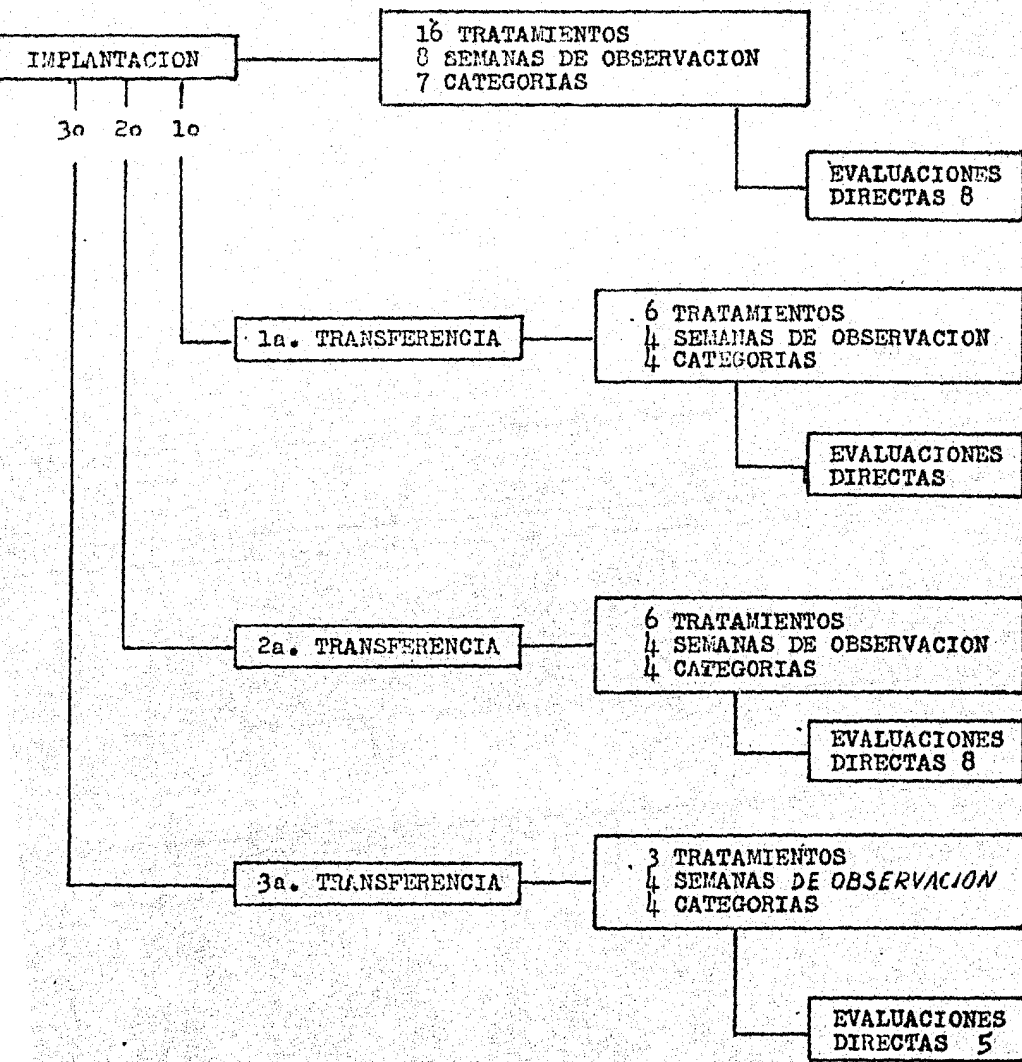 16 TRATAMIENTOS
8 SEMANAS DE OBSERVACION
7 CATEGORIAS
IMPLANTACION
3o 2o 1o
EVALUACIONES
DIRECTAS 8
1a. TRANSFERENCIA
6 TRATAMIENTOS
4 SEMANAS DE OBSERVACION
4 CATEGORIAS
EVALUACIONES
DIRECTAS
2a. TRANSFERENCIA
6 TRATAMIENTOS
4 SEMANAS DE OBSERVACION
4 CATEGORIAS
EVALUACIONES
DIRECTAS 8
3a. TRANSFERENCIA
3 TRATAMIENTOS
4 SEMANAS DE OBSERVACION
4 CATEGORIAS
EVALUACIONES
DIRECTAS 5